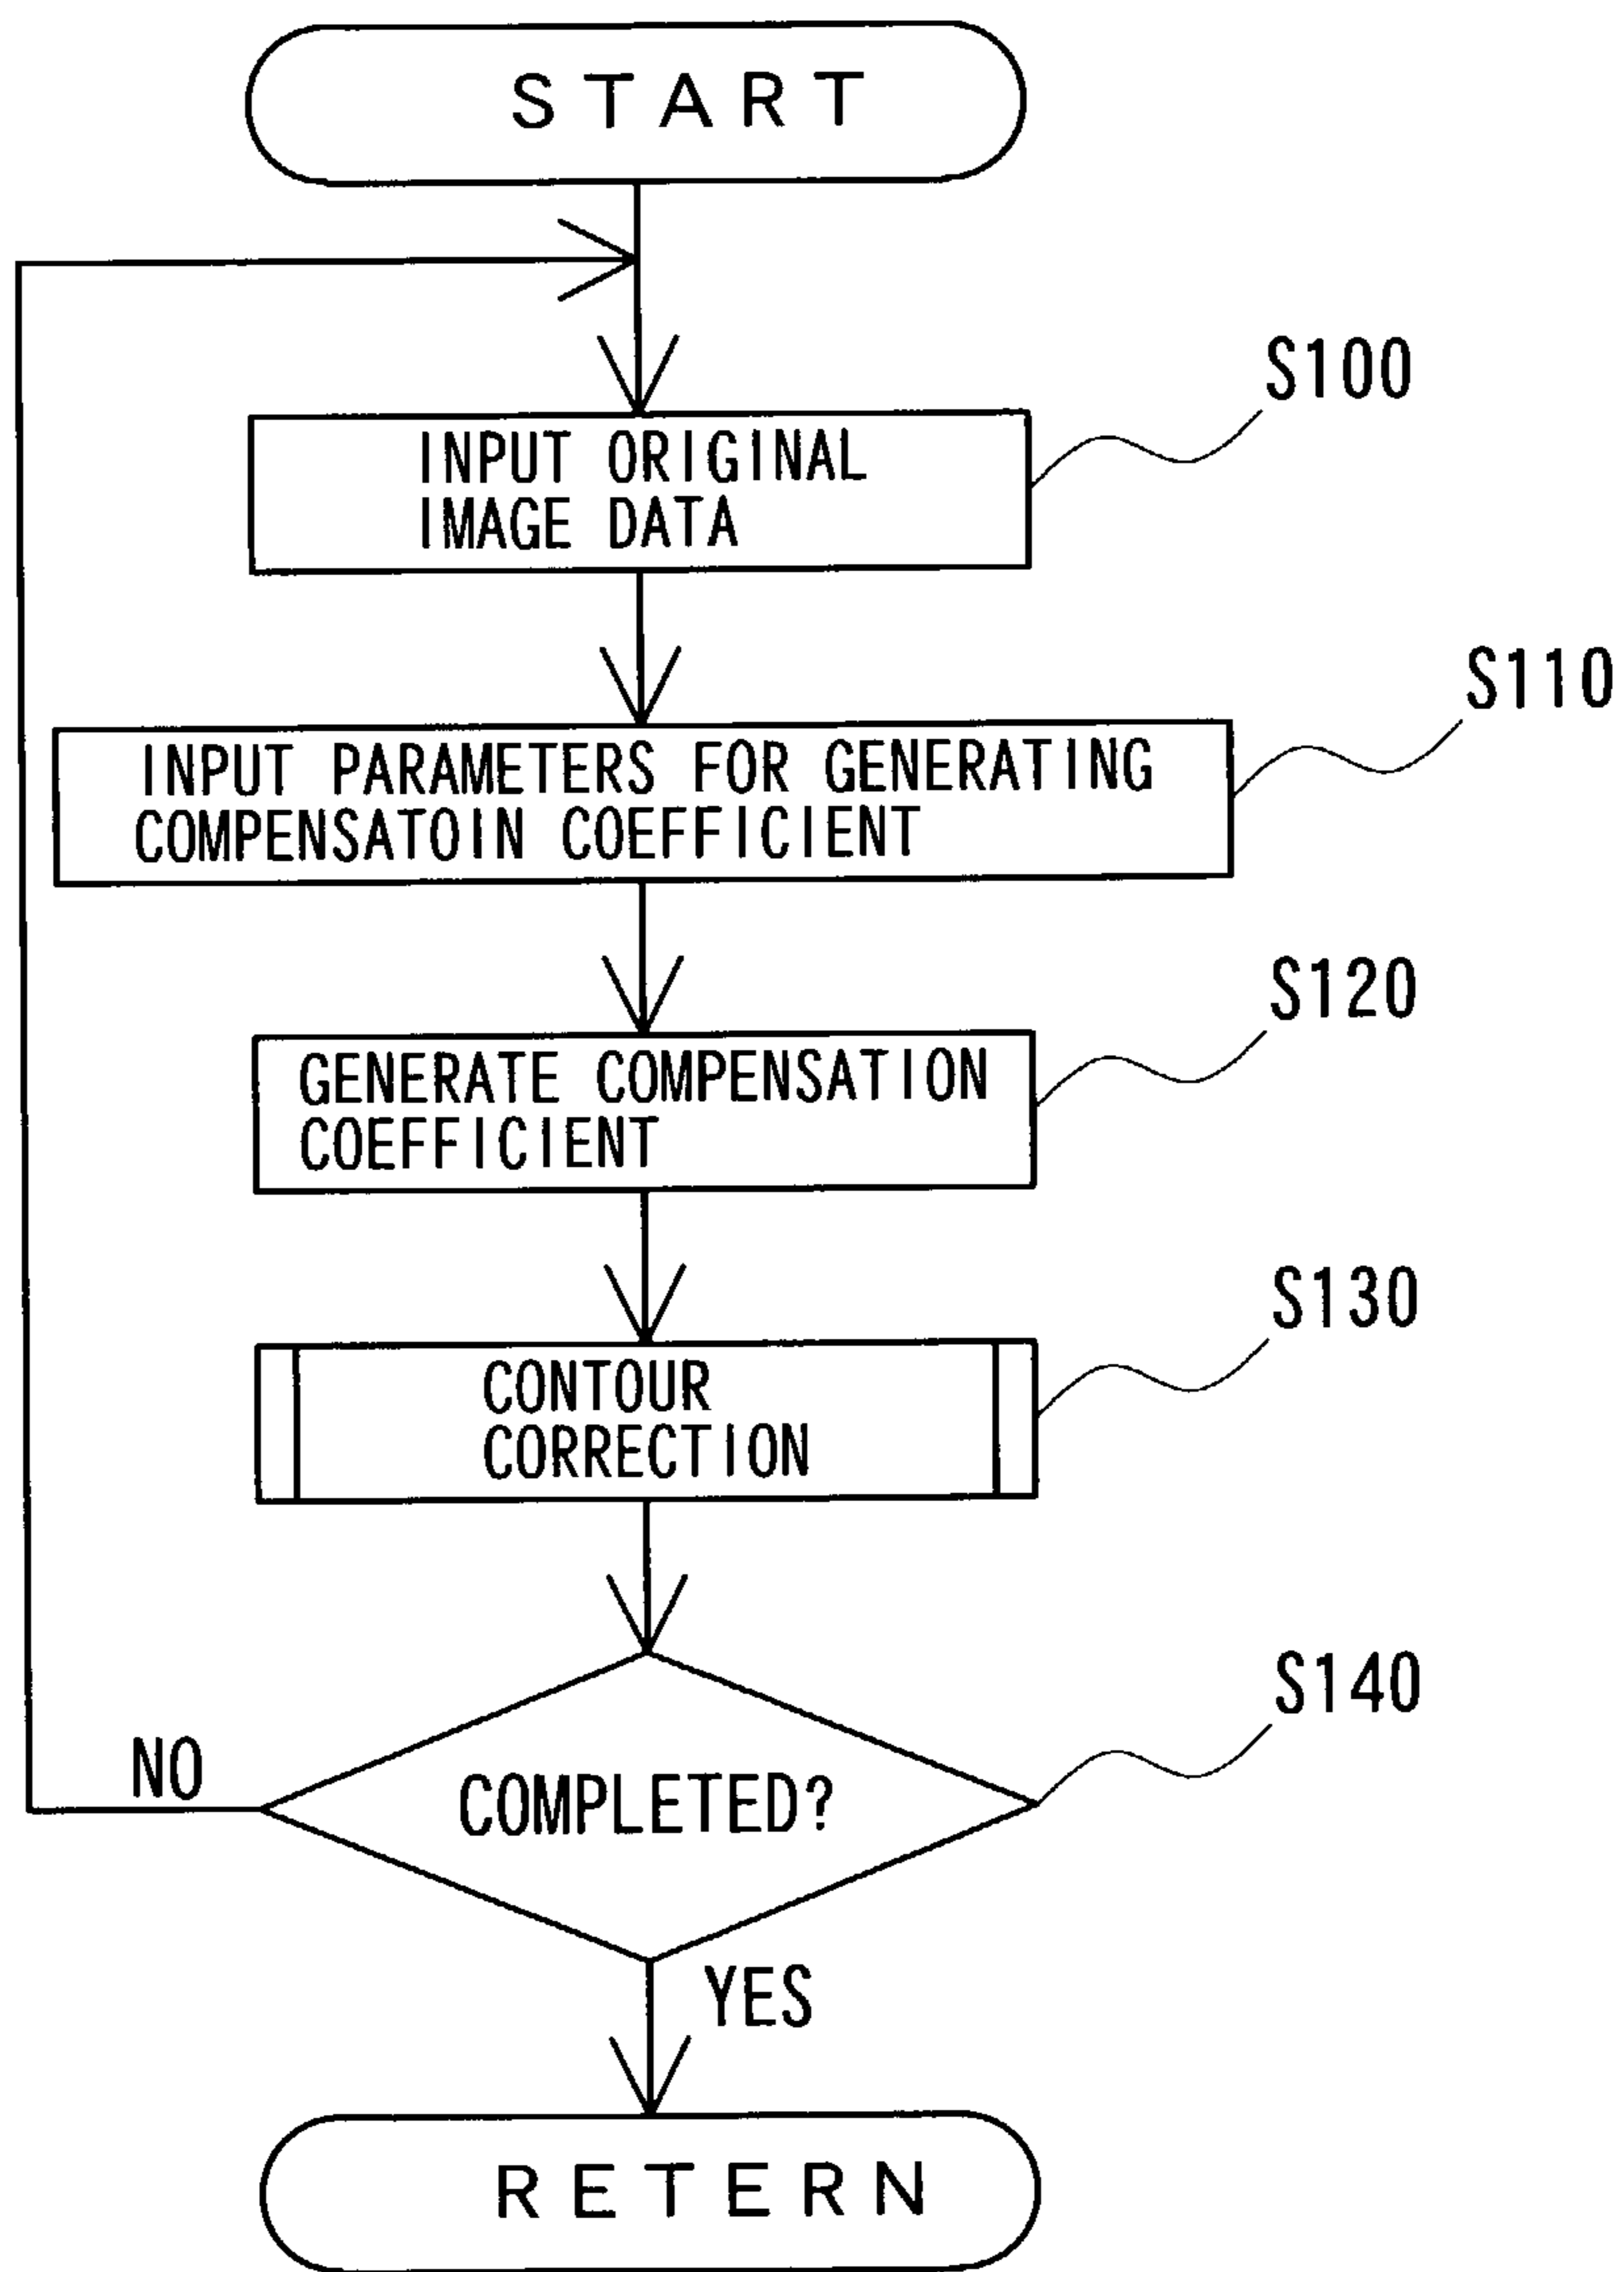 START
S100
INPUT ORIGINAL
IMAGE DATA
S110
INPUT PARAMETERS FOR GENERATING
COMPENSATOIN COEFFICIENT
S120
GENERATE COMPENSATION
COEFFICIENT
S130
CONTOUR
CORRECTION
S140
NO
COMPLETED?
YES
RETERN